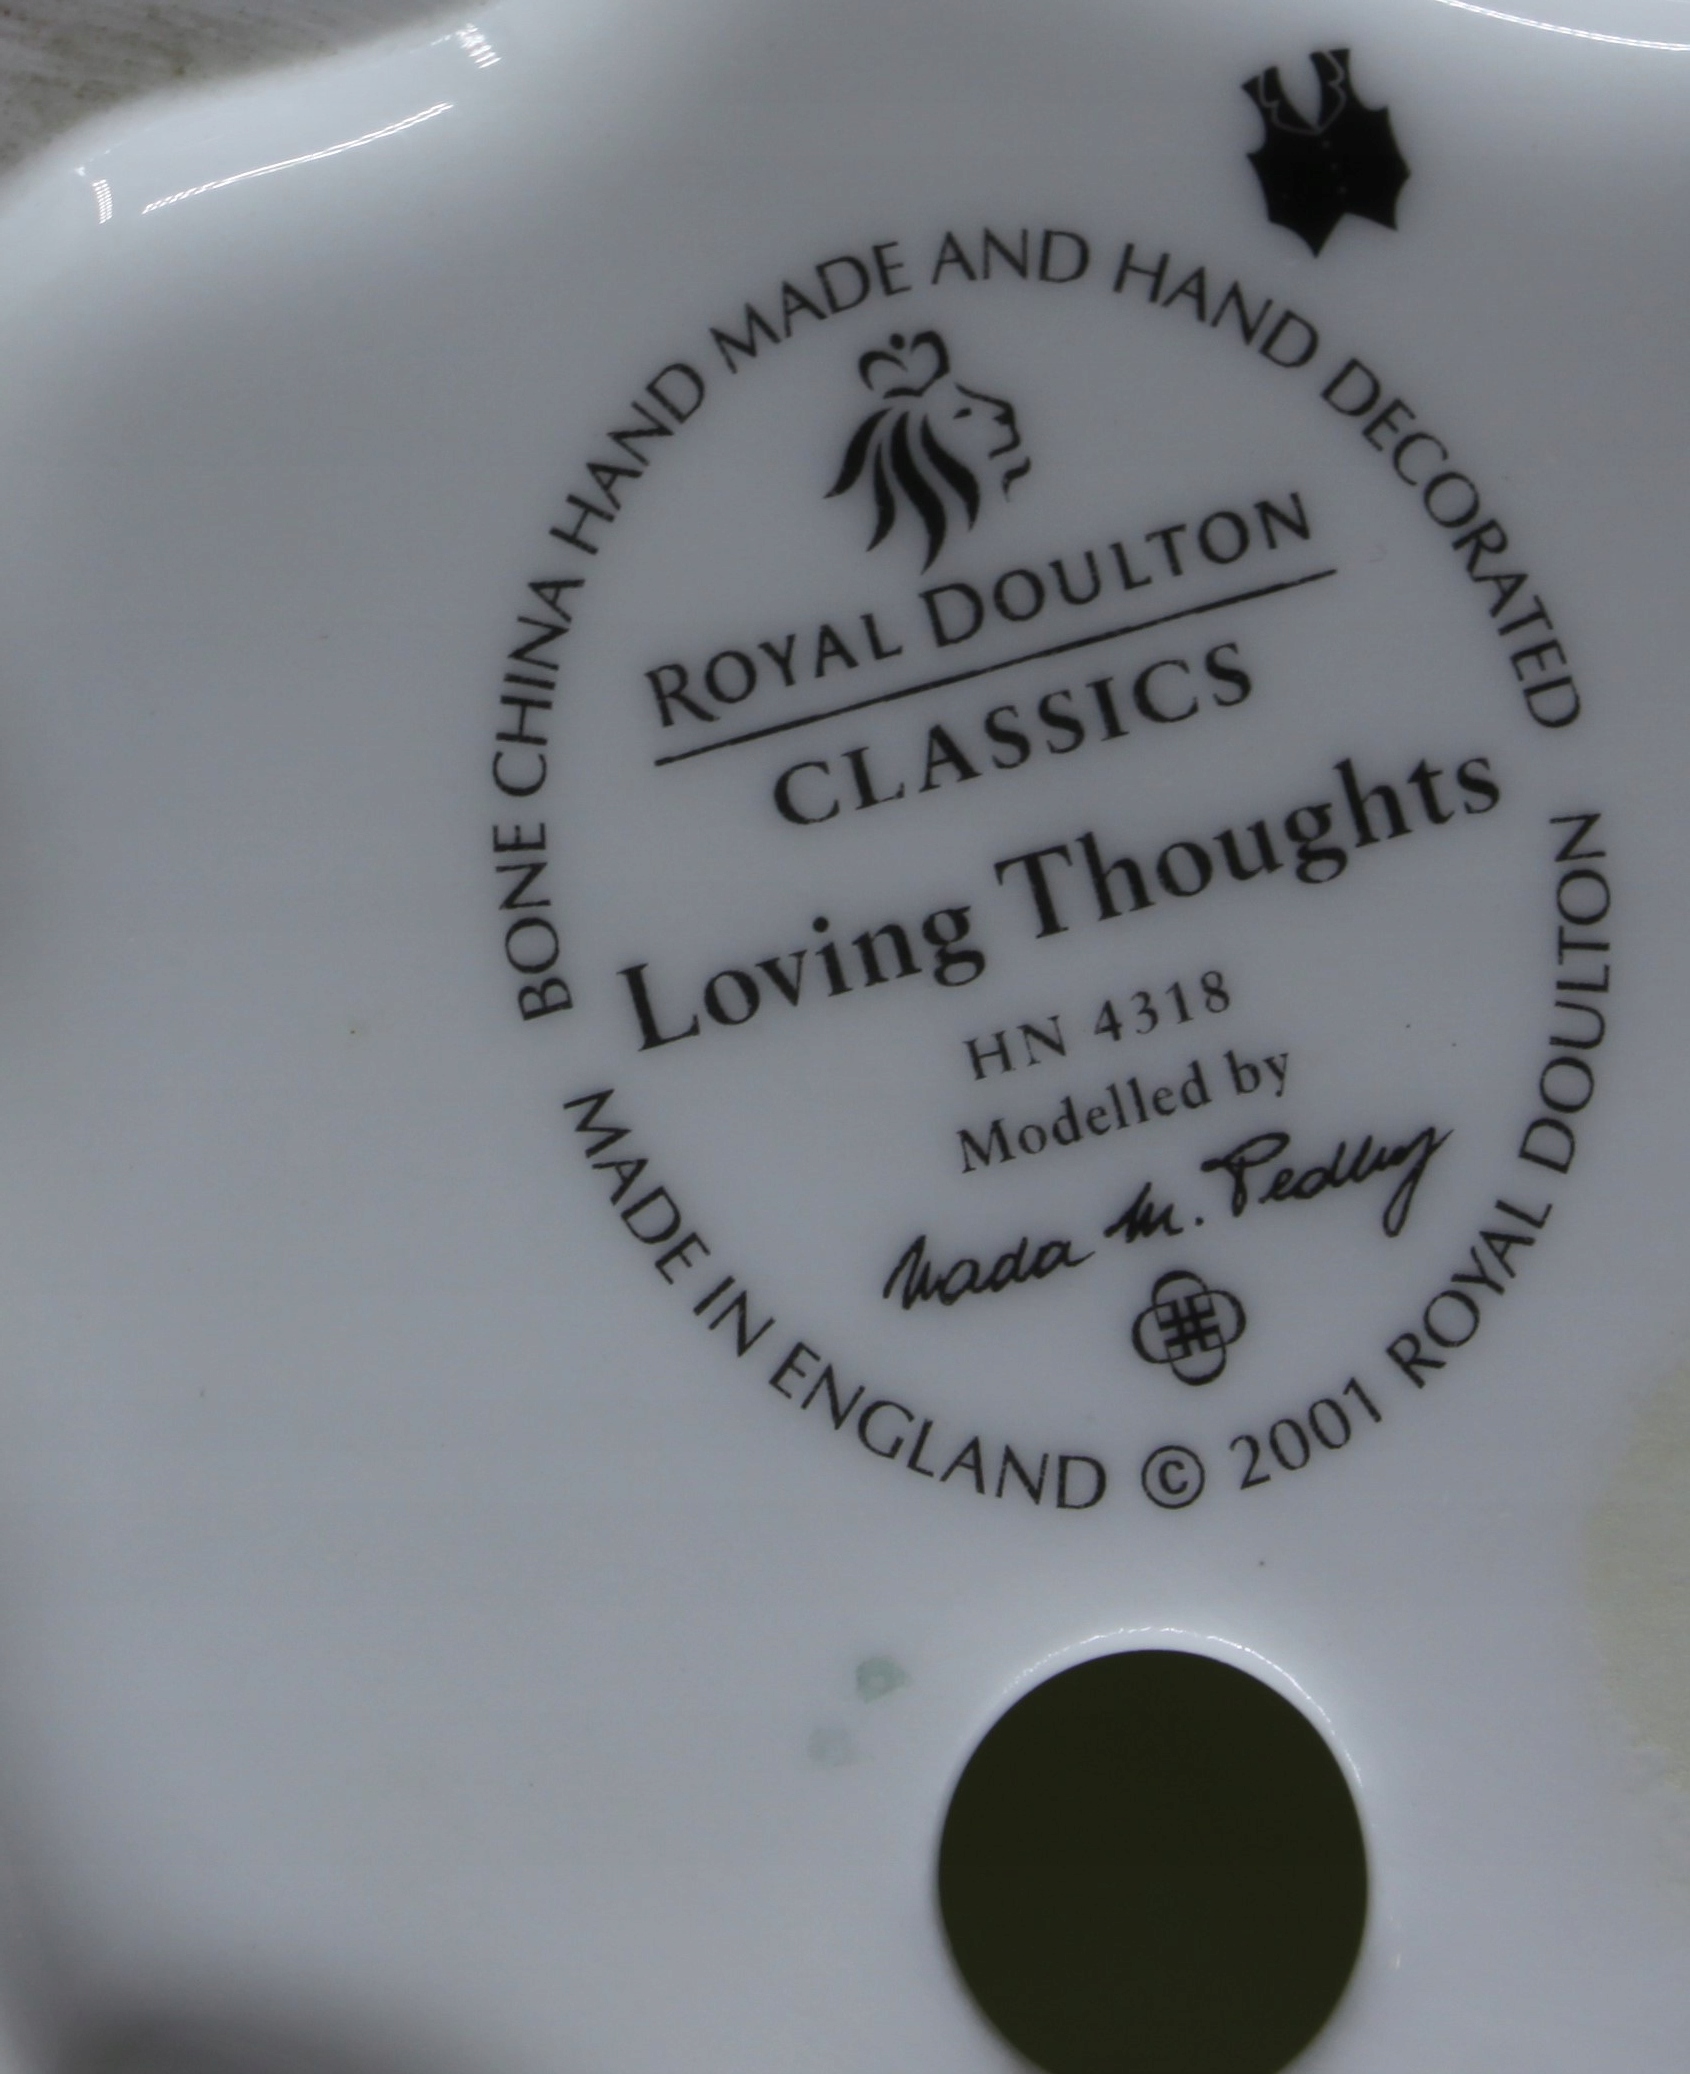 BONE CHINA HAND MADE AND HAND DECORATED
ROYAL DOULTON
CLASSICS
Loving Thoughts
HN 4318
Modelled by
Nada M. Pedley
MADE IN ENGLAND © 2001 ROYAL DOULTON